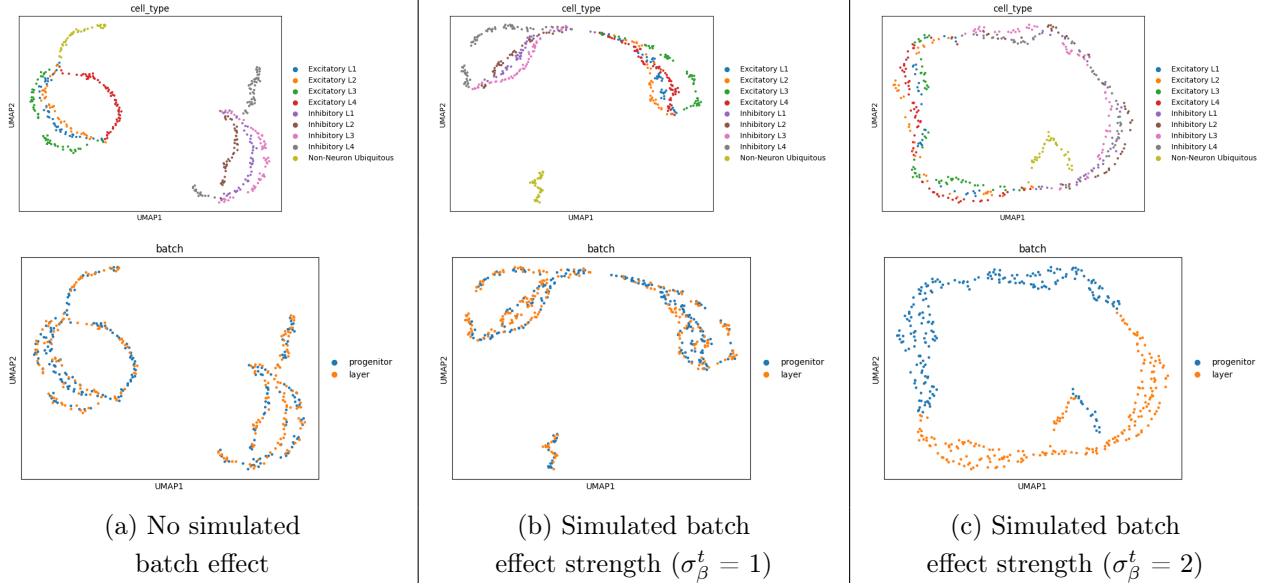 cell_type
UMAP2
Excitatory L1
Excitatory L2
Excitatory L3
Excitatory L4
Inhibitory L1
Inhibitory L2
Inhibitory L3
Inhibitory L4
Non-Neuron Ubiquitous
UMAP1
batch
UMAP2
progenitor
layer
UMAP1
(a) No simulated
batch effect
cell_type
UMAP2
Excitatory L1
Excitatory L2
Excitatory L3
Excitatory L4
Inhibitory L1
Inhibitory L2
Inhibitory L3
Inhibitory L4
Non-Neuron Ubiquitous
UMAP1
batch
UMAP2
progenitor
layer
UMAP1
(b) Simulated batch
effect strength (σ_β^t = 1)
cell_type
UMAP2
Excitatory L1
Excitatory L2
Excitatory L3
Excitatory L4
Inhibitory L1
Inhibitory L2
Inhibitory L3
Inhibitory L4
Non-Neuron Ubiquitous
UMAP1
batch
UMAP2
progenitor
layer
UMAP1
(c) Simulated batch
effect strength (σ_β^t = 2)